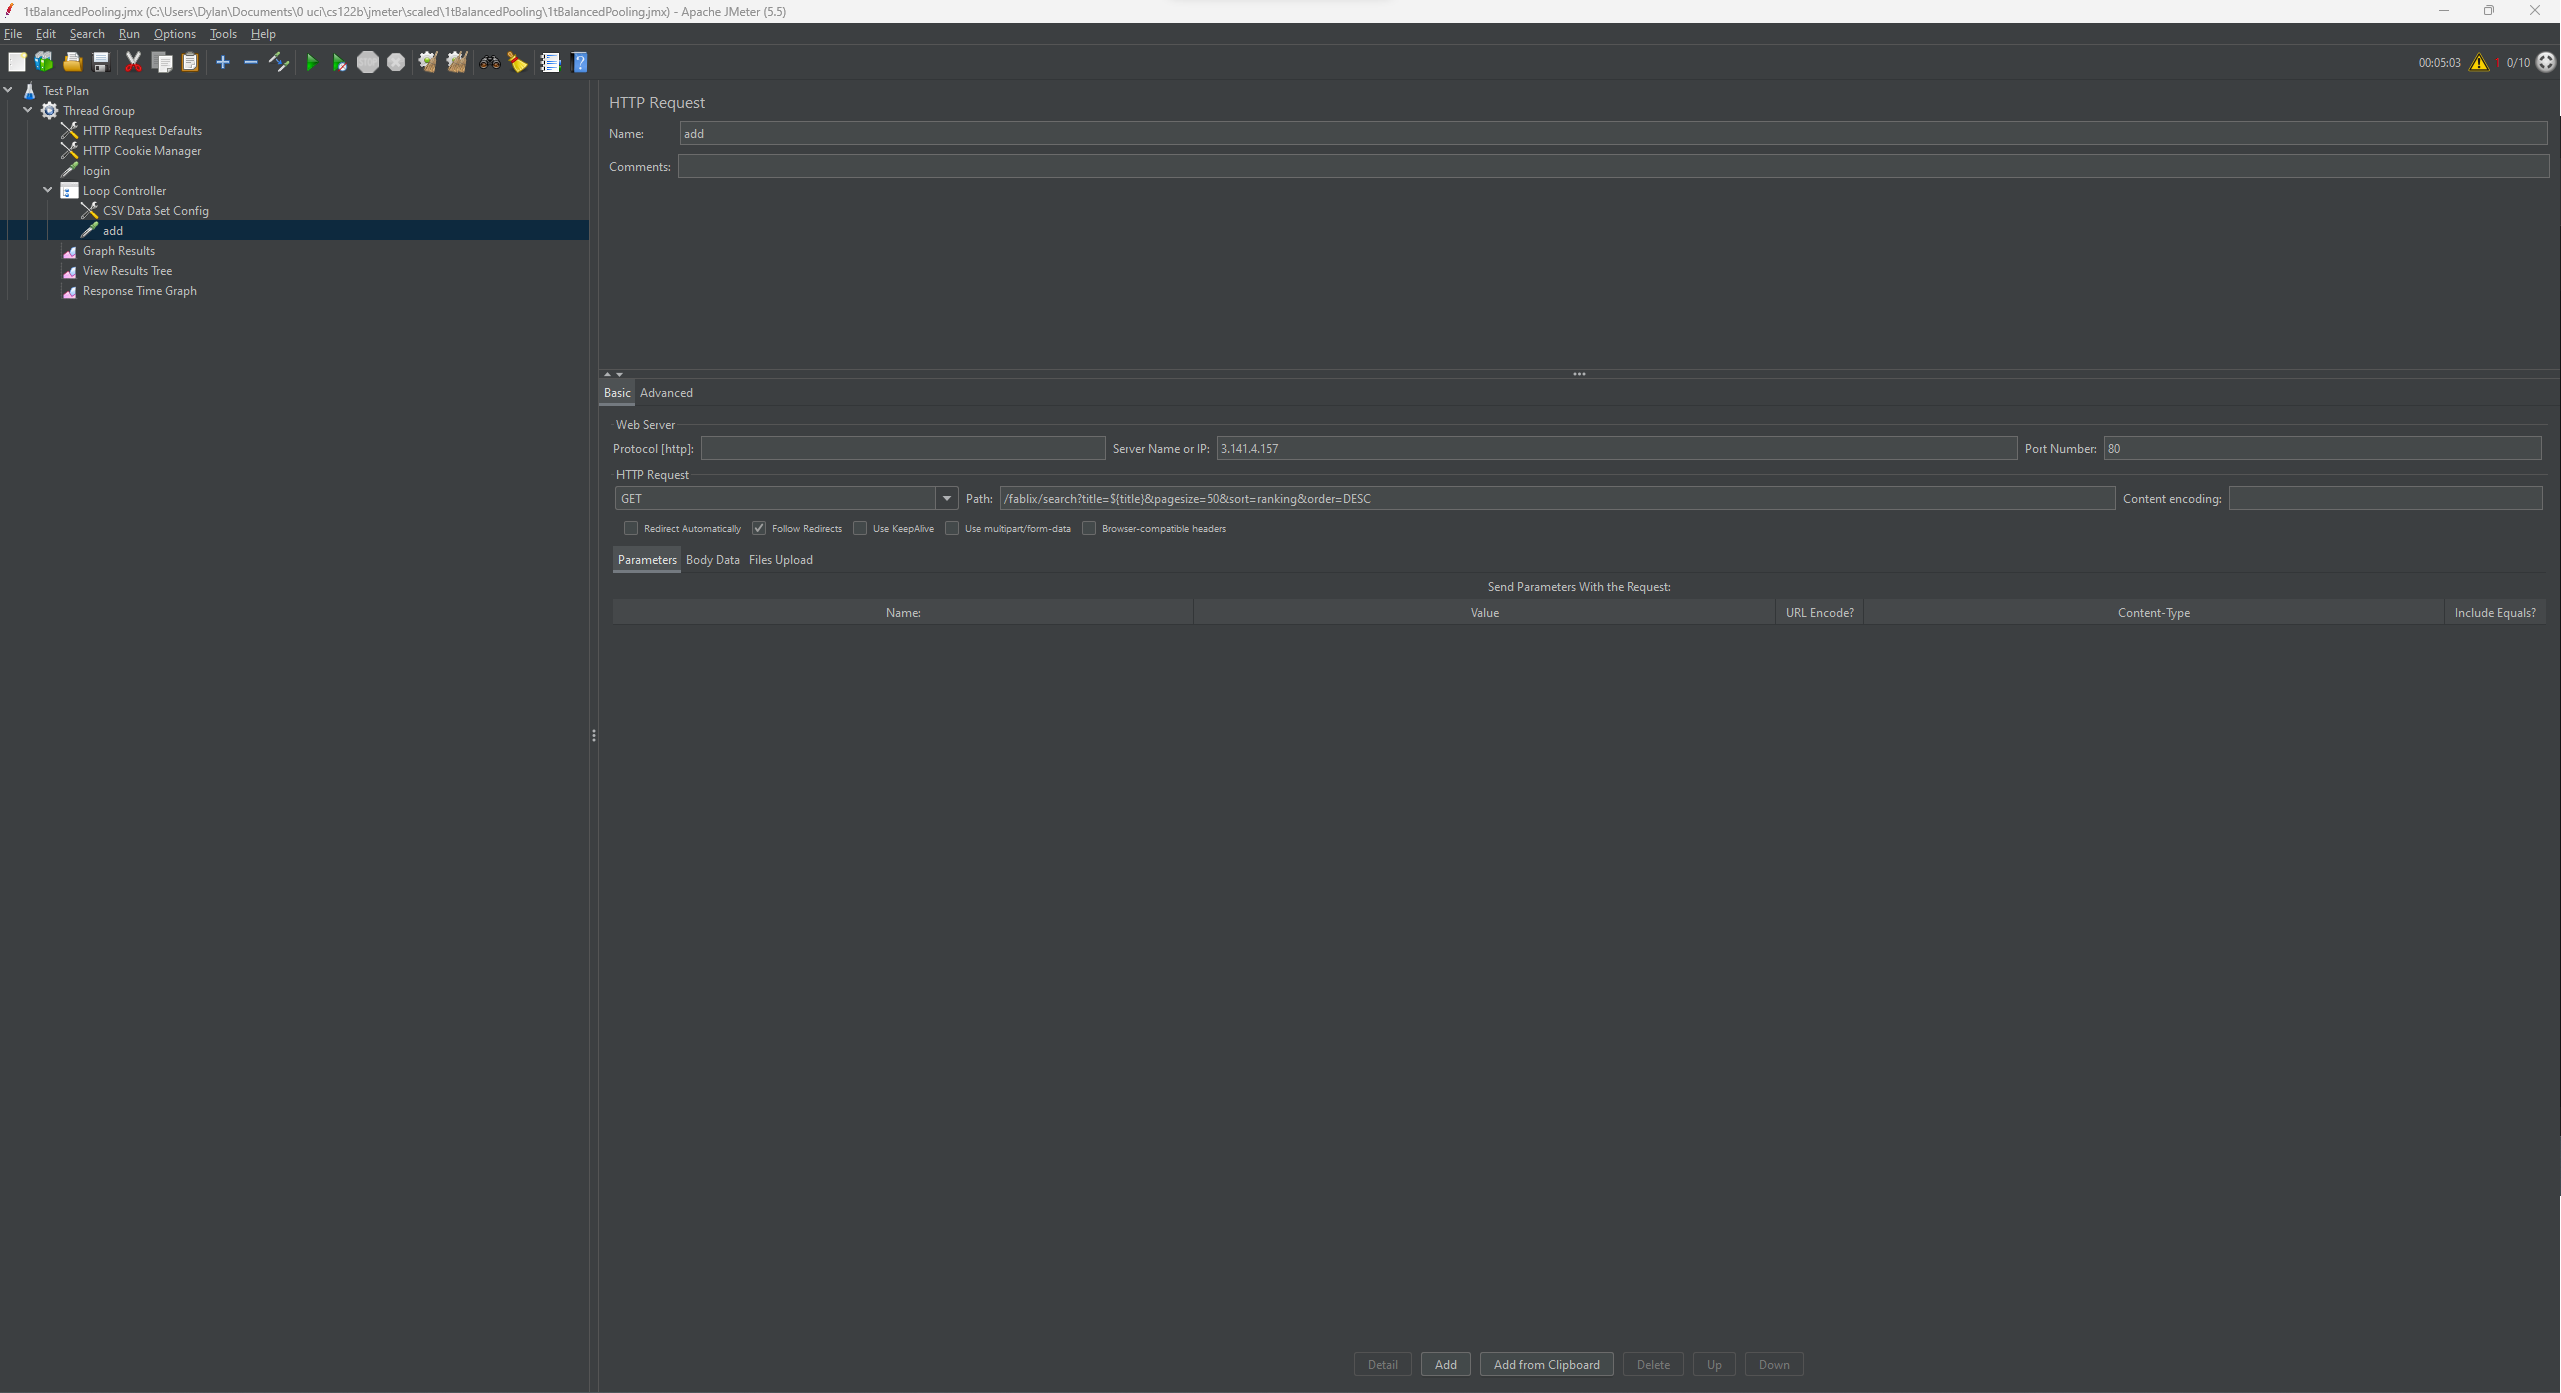 1tBalancedPooling.jmx (C:\Users\Dylan\Documents\0 uci\cs122b\jmeter\scaled\1tBalancedPooling\1tBalancedPooling.jmx) - Apache JMeter (5.5)
File Edit Search Run Options Tools Help
00:05:03 1 0/10
Test Plan
Thread Group
HTTP Request Defaults
HTTP Cookie Manager
login
Loop Controller
CSV Data Set Config
add
Graph Results
View Results Tree
Response Time Graph
HTTP Request
Name: add
Comments:
Basic Advanced
Web Server
Protocol [http]: Server Name or IP: 3.141.4.157 Port Number: 80
HTTP Request
GET Path: /fablix/search?title=${title}&pagesize=50&sort=ranking&order=DESC Content encoding:
Redirect Automatically Follow Redirects Use KeepAlive Use multipart/form-data Browser-compatible headers
Parameters Body Data Files Upload
Send Parameters With the Request:
Name: Value URL Encode? Content-Type Include Equals?
Detail Add Add from Clipboard Delete Up Down